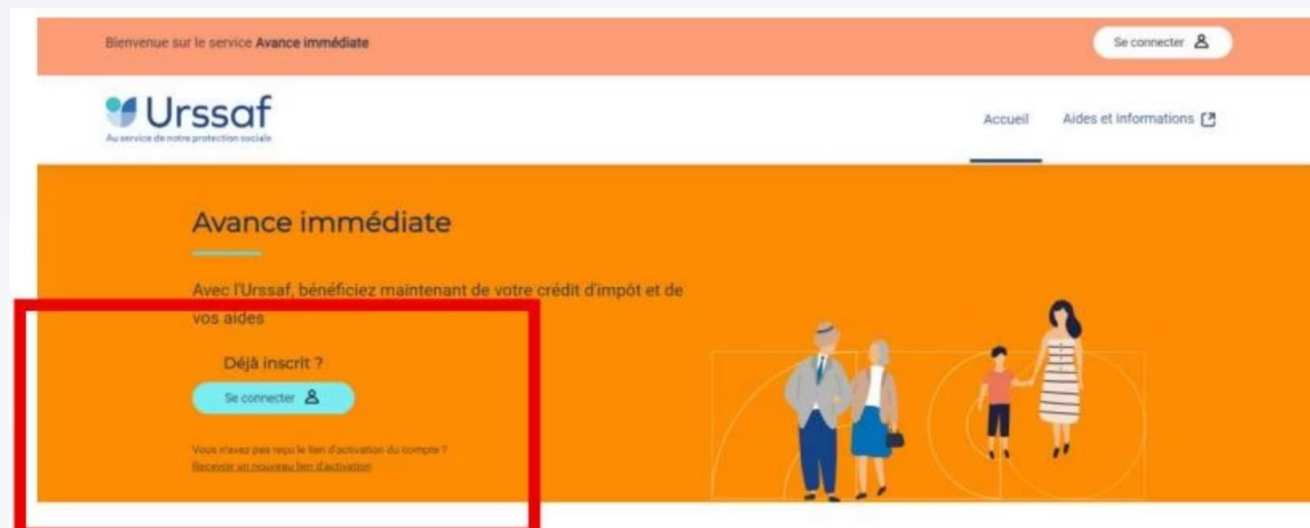 Bienvenue sur le service Avance immédiate
Se connecter
Urssaf
Au service de notre protection sociale
Accueil
Aides et Informations
Avance immédiate
Avec l'Urssaf, bénéficiez maintenant de votre crédit d'impôt et de
vos aides
Déjà inscrit ?
Se connecter
Vous n'avez pas reçu le lien d'activation du compte ?
Recevoir un nouveau lien d'activation